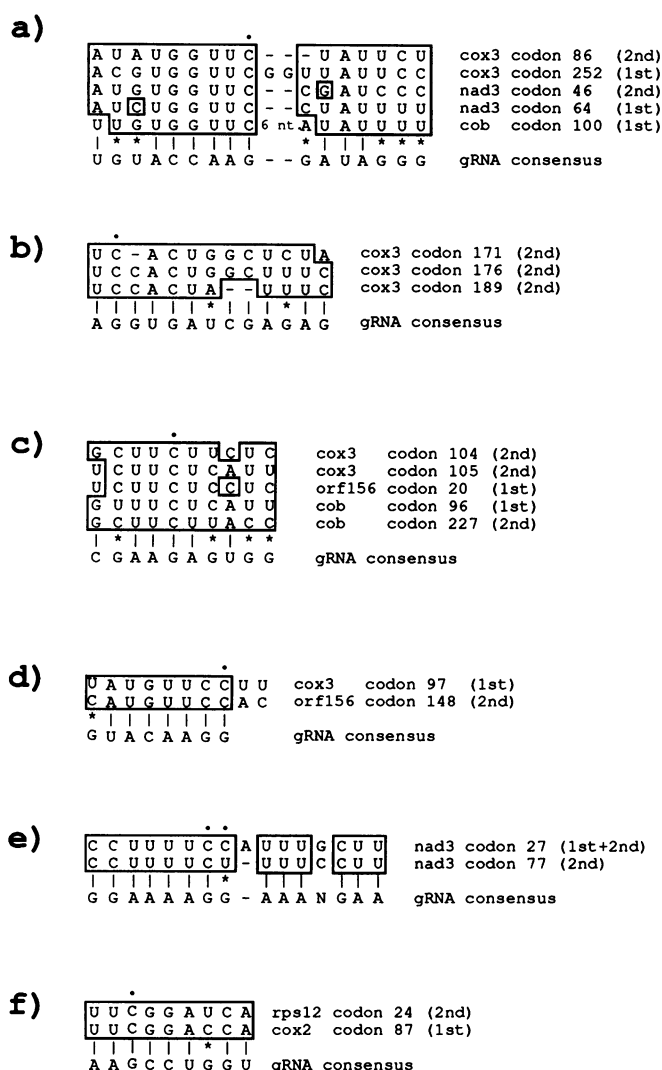 a)
•
A U A U G G U U C - - - U A U U C U cox3 codon 86 (2nd)
A C G U G G U U C G G U U A U U C C cox3 codon 252 (1st)
A U G U G G U U C - - C G A U C C C nad3 codon 46 (2nd)
A U C U G G U U C - - C U A U U U U nad3 codon 64 (1st)
U U G U G G U U C 6 nt. A U A U U U U cob codon 100 (1st)
| * * | | | | | | * | | | * * *
U G U A C C A A G - - G A U A G G G gRNA consensus
b)
•
U C - A C U G G C U C U A cox3 codon 171 (2nd)
U C C A C U G G C U U U C cox3 codon 176 (2nd)
U C C A C U A - - U U U C cox3 codon 189 (2nd)
| | | | | | * | | | * | |
A G G U G A U C G A G A G gRNA consensus
c)
•
G C U U C U U C U C cox3 codon 104 (2nd)
U C U U C U C A U U cox3 codon 105 (2nd)
U C U U C U C C U C orf156 codon 20 (1st)
G U U U C U C A U U cob codon 96 (1st)
G C U U C U U A C C cob codon 227 (2nd)
| * | | | | * | * *
C G A A G A G U G G gRNA consensus
d)
•
U A U G U U C C U U cox3 codon 97 (1st)
C A U G U U C C A C orf156 codon 148 (2nd)
* | | | | | | |
G U A C A A G G gRNA consensus
e)
• •
C C U U U U C C A U U U G C U U nad3 codon 27 (1st+2nd)
C C U U U U C U - U U U C C U U nad3 codon 77 (2nd)
| | | | | | | * | | | | | |
G G A A A A G G - A A A N G A A gRNA consensus
f)
•
U U C G G A U C A rps12 codon 24 (2nd)
U U C G G A C C A cox2 codon 87 (1st)
| | | | | | * | |
A A G C C U G G U gRNA consensus